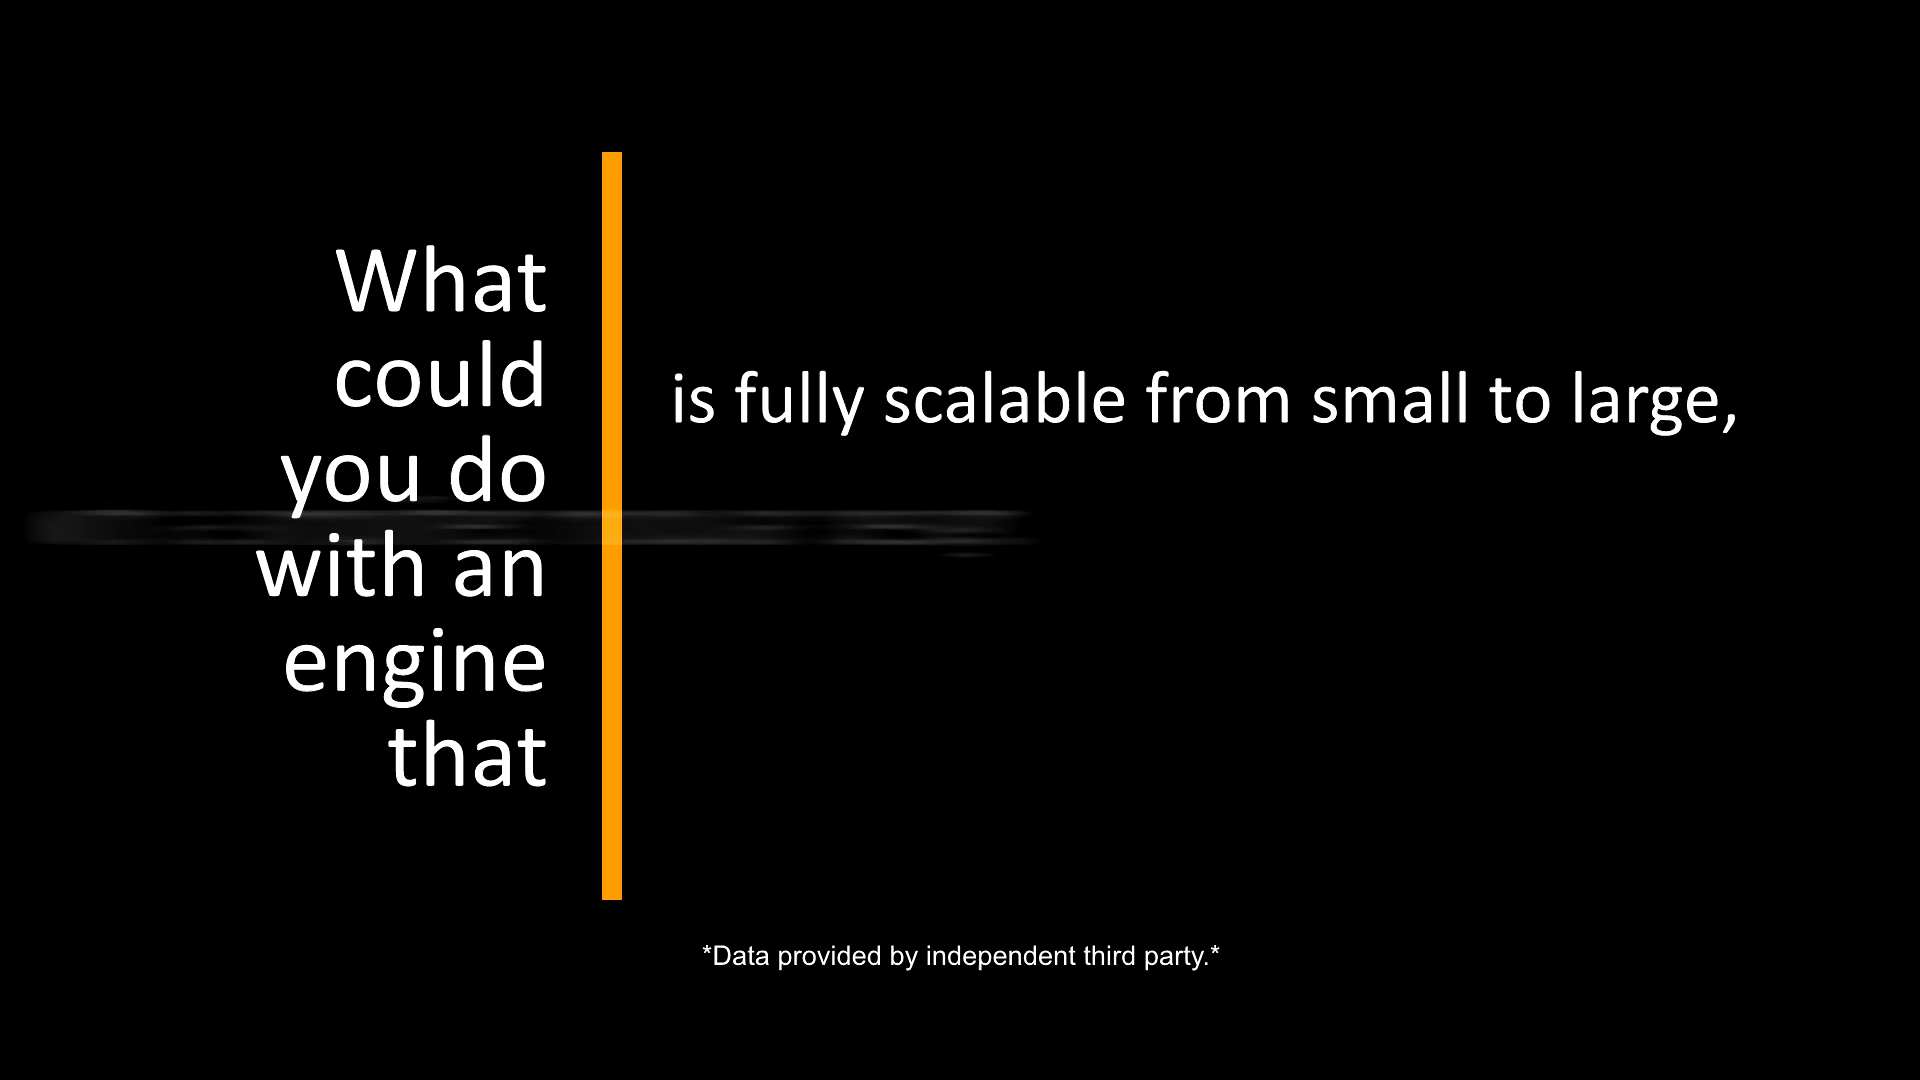 What
could
you do
with an
engine
that
is fully scalable from small to large,
*Data provided by independent third party.*